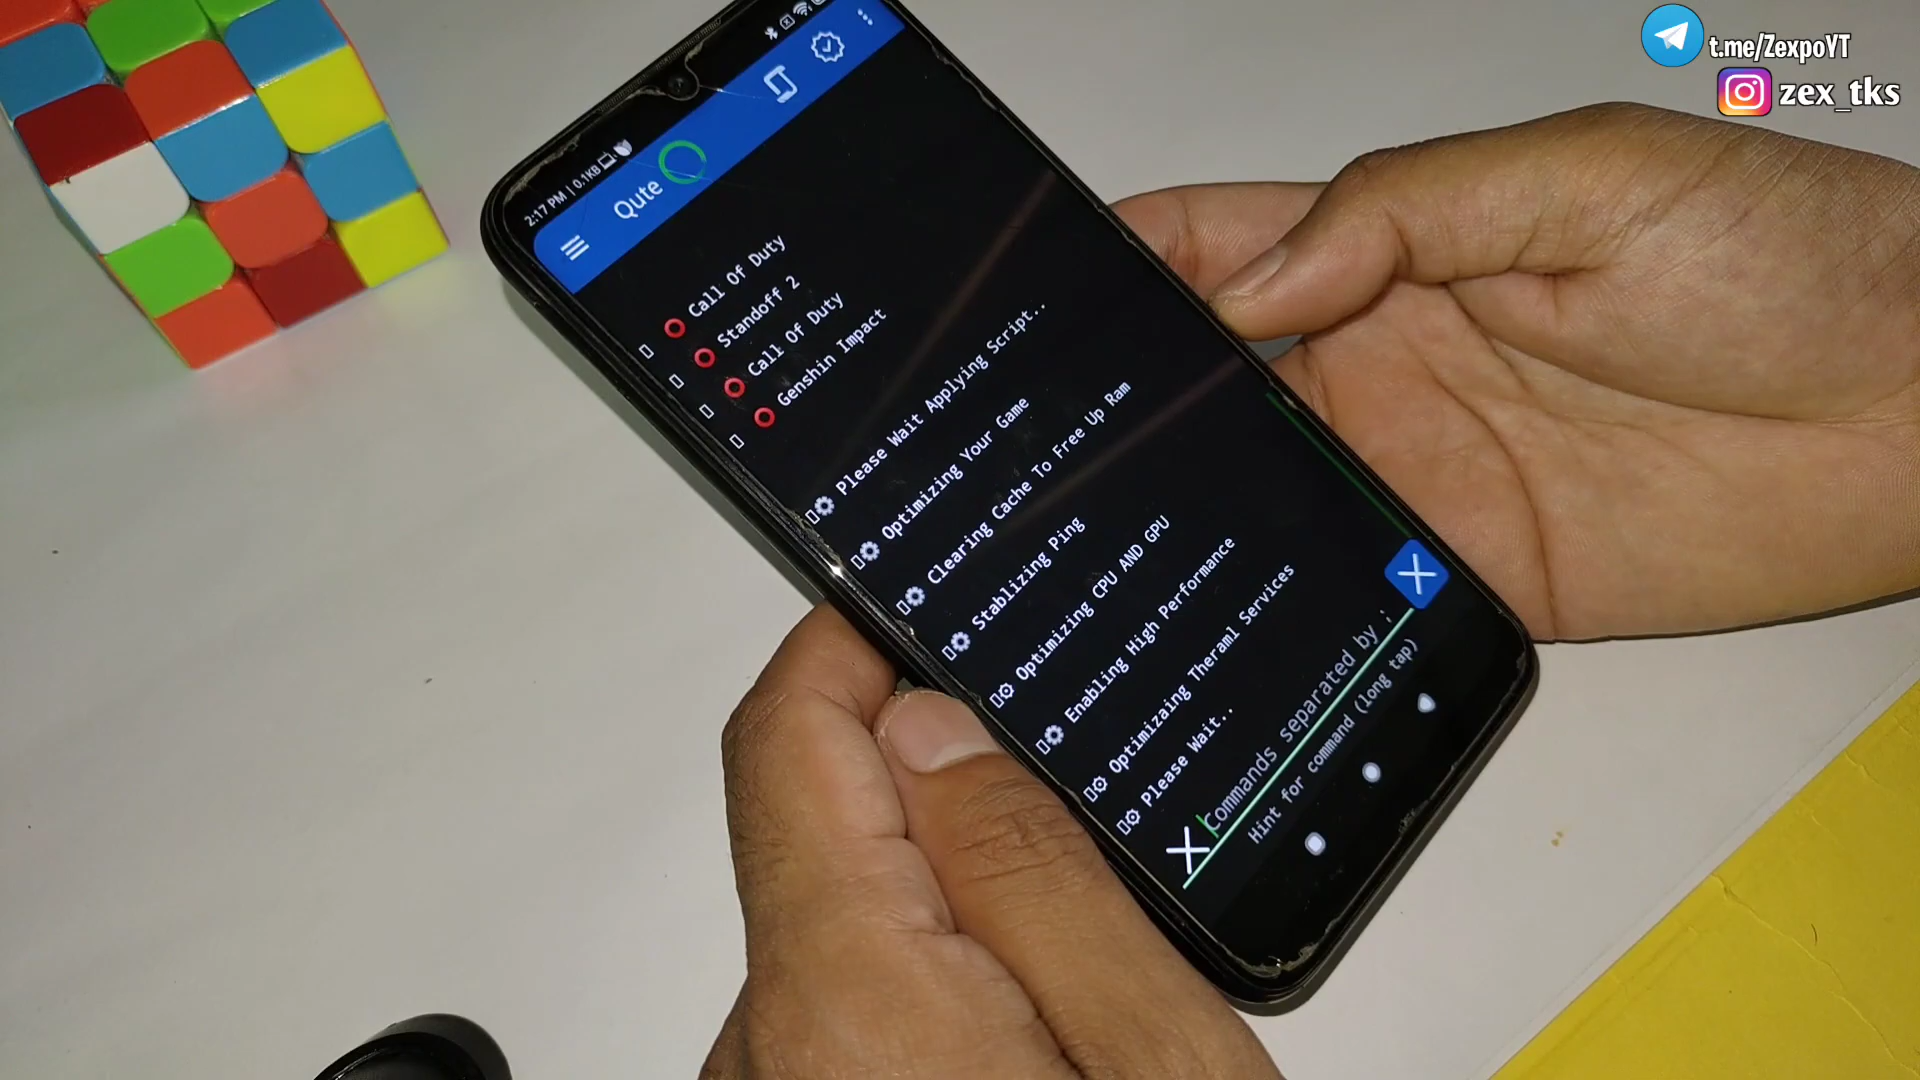 t.me/ZexpoYT
zex_tks
2:17 PM | 0.1KB
Qute
Call Of Duty
Standoff 2
Call Of Duty
Genshin Impact
Please Wait Applying Script..
Optimizing Your Game
Clearing Cache To Free Up Ram
Stablizing Ping
Optimizing CPU AND GPU
Enabling High Performance
Optimizaing Theraml Services
Please Wait..
Commands separated by ;
Hint for command (long tap)